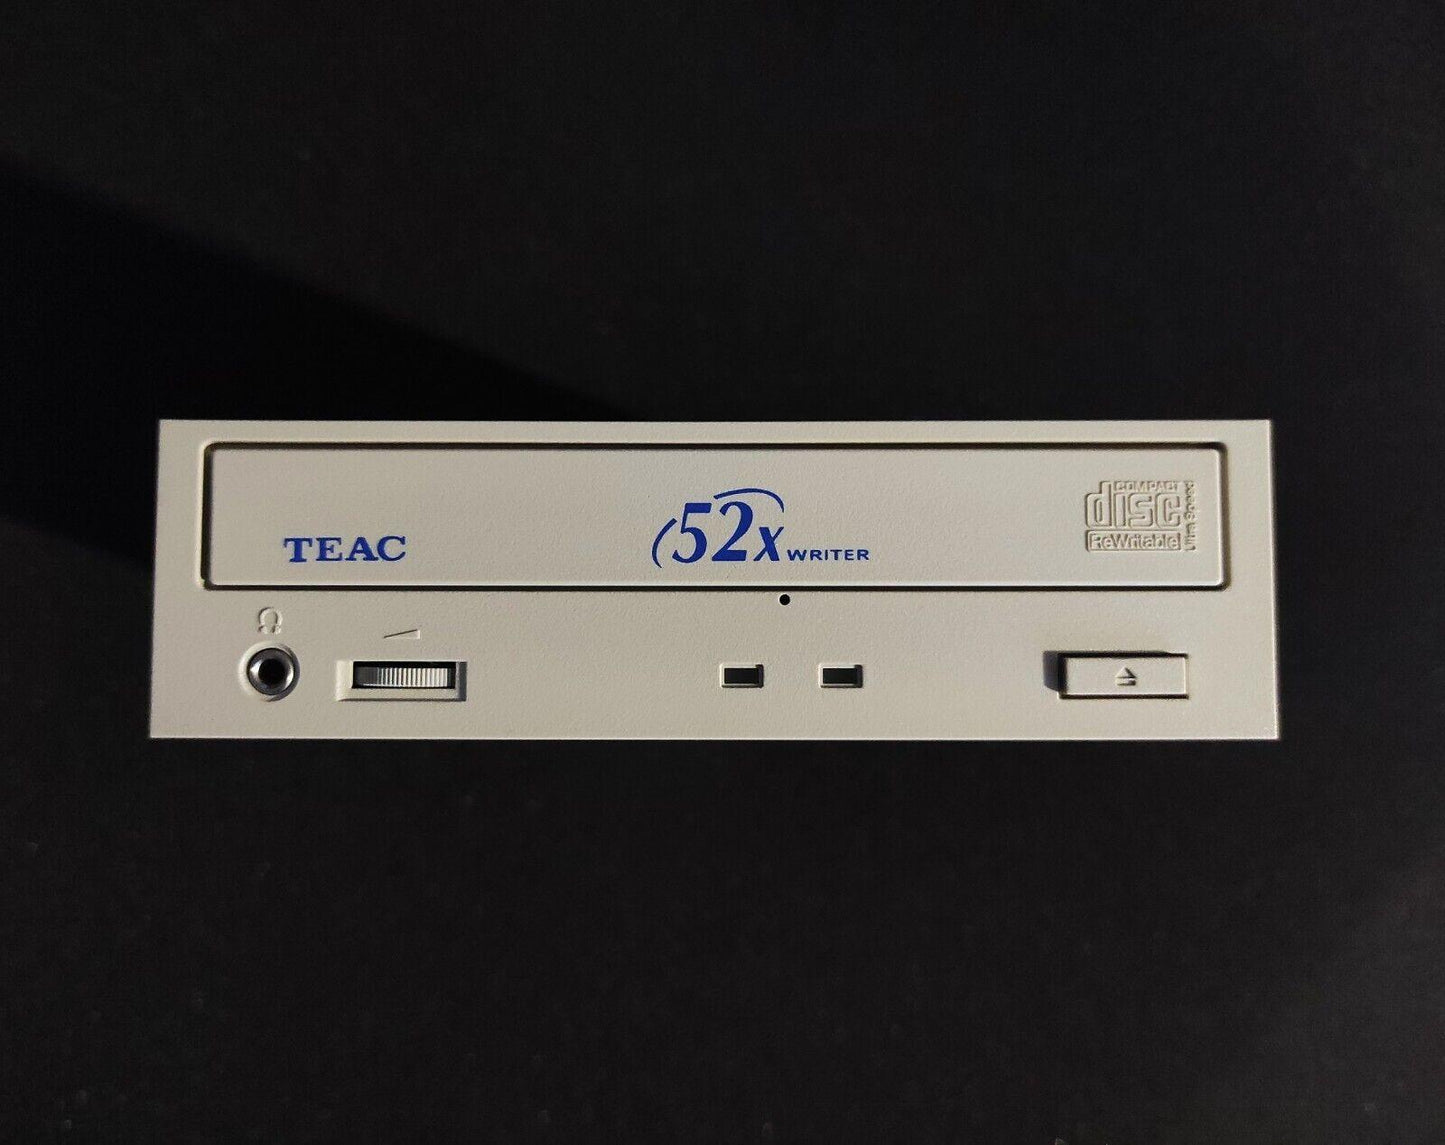 TEAC
52x WRITER
COMPACT
disc
ReWritable
Ultra Speed